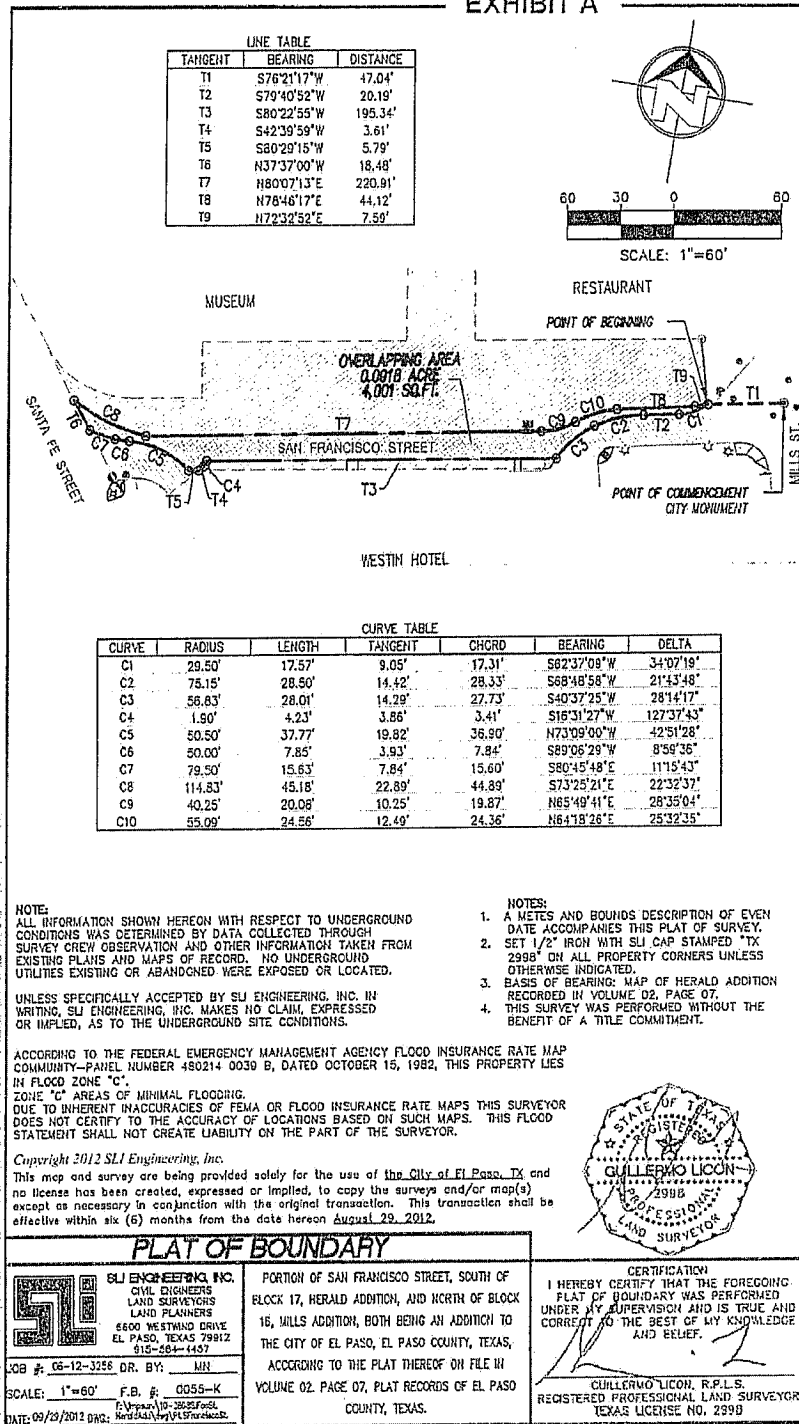 EXHIBIT A
LINE TABLE
TANGENT BEARING DISTANCE
T1 S76°21'17"W 47.04'
T2 S79°40'52"W 20.19'
T3 S80°22'55"W 195.34'
T4 S42°39'59"W 3.61'
T5 S80°29'15"W 5.79'
T6 N37°37'00"W 18.48'
T7 N80°07'13"E 220.91'
T8 N78°46'17"E 44.12'
T9 N72°32'52"E 7.59'
N
60 30 0 60
SCALE: 1"=60'
MUSEUM
RESTAURANT
POINT OF BEGINNING
OVERLAPPING AREA
0.0918 ACRE
4,001 SQ.FT.
T9
T1
T8
C10
C9
C8
T6
T7
C1
T2
C2
C3
C7
C6
C5
SAN FRANCISCO STREET
SANTA FE STREET
MILLS ST.
C4
T5
T4
T3
POINT OF COMMENCEMENT
CITY MONUMENT
WESTIN HOTEL
CURVE TABLE
CURVE RADIUS LENGTH TANGENT CHORD BEARING DELTA
C1 29.50' 17.57' 9.05' 17.31' S62°37'09"W 34°07'19"
C2 75.15' 28.50' 14.42' 28.33' S68°48'58"W 21°43'48"
C3 56.83' 28.01' 14.29' 27.73' S40°37'25"W 28°14'17"
C4 1.90' 4.23' 3.86' 3.41' S16°31'27"W 127°37'43"
C5 50.50' 37.77' 19.82' 36.90' N73°09'00"W 42°51'28"
C6 50.00' 7.85' 3.93' 7.84' S89°06'29"W 8°59'36"
C7 79.50' 15.63' 7.84' 15.60' S80°45'48"E 11°15'43"
C8 114.83' 45.18' 22.89' 44.89' S73°25'21"E 22°32'37"
C9 40.25' 20.08' 10.25' 19.87' N65°49'41"E 28°35'04"
C10 55.09' 24.56' 12.49' 24.36' N64°18'26"E 25°32'35"
NOTE:
ALL INFORMATION SHOWN HEREON WITH RESPECT TO UNDERGROUND
CONDITIONS WAS DETERMINED BY DATA COLLECTED THROUGH
SURVEY CREW OBSERVATION AND OTHER INFORMATION TAKEN FROM
EXISTING PLANS AND MAPS OF RECORD. NO UNDERGROUND
UTILITIES EXISTING OR ABANDONED WERE EXPOSED OR LOCATED.
UNLESS SPECIFICALLY ACCEPTED BY SLI ENGINEERING, INC. IN
WRITING, SLI ENGINEERING, INC. MAKES NO CLAIM, EXPRESSED
OR IMPLIED, AS TO THE UNDERGROUND SITE CONDITIONS.
NOTES:
1. A METES AND BOUNDS DESCRIPTION OF EVEN
DATE ACCOMPANIES THIS PLAT OF SURVEY.
2. SET 1/2" IRON WITH SLI CAP STAMPED "TX
2998" ON ALL PROPERTY CORNERS UNLESS
OTHERWISE INDICATED.
3. BASIS OF BEARING: MAP OF HERALD ADDITION
RECORDED IN VOLUME 02, PAGE 07.
4. THIS SURVEY WAS PERFORMED WITHOUT THE
BENEFIT OF A TITLE COMMITMENT.
ACCORDING TO THE FEDERAL EMERGENCY MANAGEMENT AGENCY FLOOD INSURANCE RATE MAP
COMMUNITY-PANEL NUMBER 480214 0039 B, DATED OCTOBER 15, 1982, THIS PROPERTY LIES
IN FLOOD ZONE "C".
ZONE "C" AREAS OF MINIMAL FLOODING.
DUE TO INHERENT INACCURACIES OF FEMA OR FLOOD INSURANCE RATE MAPS THIS SURVEYOR
DOES NOT CERTIFY TO THE ACCURACY OF LOCATIONS BASED ON SUCH MAPS. THIS FLOOD
STATEMENT SHALL NOT CREATE LIABILITY ON THE PART OF THE SURVEYOR.
Copyright 2012 SLI Engineering, Inc.
This map and survey are being provided solely for the use of the City of El Paso, TX and
no license has been created, expressed or implied, to copy the surveys and/or map(s)
except as necessary in conjunction with the original transaction. This transaction shall be
effective within six (6) months from the date hereon August 29, 2012.
STATE OF TEXAS
REGISTERED
GUILLERMO LICON
2998
PROFESSIONAL
LAND SURVEYOR
PLAT OF BOUNDARY
SLI
SLI ENGINEERING, INC.
CIVIL ENGINEERS
LAND SURVEYORS
LAND PLANNERS
6600 WESTWIND DRIVE
EL PASO, TEXAS 79912
915-584-4457
JOB #: 06-12-3256 DR. BY: MN
SCALE: 1"=60' F.B. #: 0055-K
DATE: 09/29/2012 DWG:
PORTION OF SAN FRANCISCO STREET, SOUTH OF
BLOCK 17, HERALD ADDITION, AND NORTH OF BLOCK
16, MILLS ADDITION, BOTH BEING AN ADDITION TO
THE CITY OF EL PASO, EL PASO COUNTY, TEXAS,
ACCORDING TO THE PLAT THEREOF ON FILE IN
VOLUME 02, PAGE 07, PLAT RECORDS OF EL PASO
COUNTY, TEXAS.
CERTIFICATION
I HEREBY CERTIFY THAT THE FOREGOING
PLAT OF BOUNDARY WAS PERFORMED
UNDER MY SUPERVISION AND IS TRUE AND
CORRECT TO THE BEST OF MY KNOWLEDGE
AND BELIEF.
GUILLERMO LICON, R.P.L.S.
REGISTERED PROFESSIONAL LAND SURVEYOR
TEXAS LICENSE NO. 2998